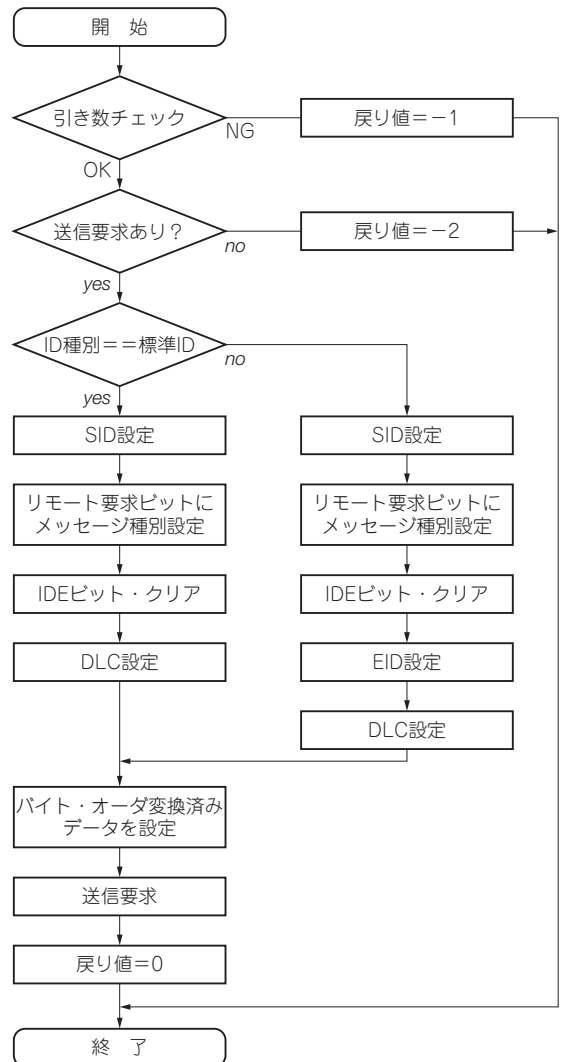 開 始
引き数チェック
NG
戻り値＝－1
OK
送信要求あり？
no
戻り値＝－2
yes
ID種別＝＝標準ID
no
yes
SID設定
リモート要求ビットに
メッセージ種別設定
IDEビット・クリア
DLC設定
SID設定
リモート要求ビットに
メッセージ種別設定
IDEビット・クリア
EID設定
DLC設定
バイト・オーダ変換済み
データを設定
送信要求
戻り値＝0
終 了